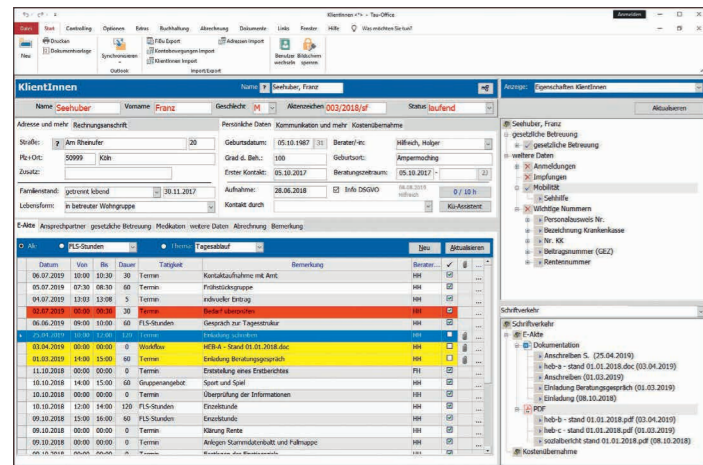 KlientInnen <*> - Tau-Office
Anmelden
Datei Start Controlling Optionen Extras Buchhaltung Abrechnung Dokumente Links Fenster Hilfe Was möchten Sie tun?
Neu
Drucken
Dokumentvorlage
Synchronisieren
Outlook
FiBu Export
Kontobewegungen Import
KlientInnen Import
Adressen Import
Import/Export
Benutzer wechseln
Bildschirm sperren
KlientInnen
Name ? Seehuber, Franz
Name Seehuber Vorname Franz Geschlecht M Aktenzeichen 003/2018/sf Status laufend
Adresse und mehr Rechnungsanschrift
Straße: ? Am Rheinufer 20
Plz+Ort: 50999 Köln
Zusatz:
Familienstand: getrennt lebend 30.11.2017
Lebensform: in betreuter Wohngruppe
Persönliche Daten Kommunikation und mehr Kostenübernahme
Geburtsdatum: 05.10.1987 31 Berater/-in: Hilfreich, Holger
Grad d. Beh.: 100 Geburtsort: Ampermoching
Erster Kontakt: 05.10.2017 Beratungszeitraum: 05.10.2017 -
Aufnahme: 28.06.2018 Info DSGVO 0 / 10 h
Kontakt durch Kü-Assistent
E-Akte Ansprechpartner gesetzliche Betreuung Medikation weitere Daten Abrechnung Bemerkung
FLS-Stunden Thema: Tagesablauf Neu Aktualisieren
Datum Von Bis Dauer Tätigkeit Bemerkung Berater... ✓
06.07.2019 10:00 10:30 30 Termin Kontaktaufnahme mit Amt HH ...
05.07.2019 07:30 08:30 60 Termin Frühstücksgruppe HH ...
04.07.2019 13:03 13:08 5 Termin indivueller Eintrag HH ...
02.07.2019 00:00 00:30 30 Termin HH ...
06.06.2019 09:00 10:00 60 FLS-Stunden Gespräch zur Tagesstruktur HH ...
25.04.2019 10:00 12:00 120 Termin Einladung schreiben HH ...
03.04.2019 00:00 00:00 0 Workflow HEB-A - Stand 01.01.2018.doc HH ...
01.03.2019 14:00 15:00 60 Termin Einladung Beratungsgespräch HH ...
11.10.2018 00:00 00:00 0 Termin Erststellung eines Erstberichtes FH ...
10.10.2018 14:00 15:00 60 Gruppenangebot Sport und Spiel HH ...
10.10.2018 00:00 00:00 0 Termin Überprüfung der Informationen HH ...
10.10.2018 12:00 14:00 120 FLS-Stunden Einzelstunde HH ...
09.10.2018 15:00 16:00 60 FLS-Stunden Einzelstunde HH ...
09.10.2018 00:00 00:00 0 Termin Klärung Rente HH ...
09.10.2018 00:00 00:00 0 Termin Anlegen Stammdatenblatt und Fallmappe HH ...
Anzeige: Eigenschaften KlientInnen
Aktualisieren
Seehuber, Franz
gesetzliche Betreuung
gesetzliche Betreuung
weitere Daten
Anmeldungen
Impfungen
Mobilität
Sehhilfe
Wichtige Nummern
Personalausweis Nr.
Bezeichnung Krankenkasse
Nr. KK
Beitragsnummer (GEZ)
Rentennummer
Schriftverkehr
Schriftverkehr
E-Akte
Dokumentation
Anschreiben S. (25.04.2019)
heb-a - stand 01.01.2018.doc (03.04.2019)
Anschreiben (01.03.2019)
Einladung Beratungsgespräch (01.03.2019)
Einladung (08.10.2018)
PDF
heb-b - stand 01.01.2018.pdf (03.04.2019)
heb-c - stand 01.01.2018.pdf (01.03.2019)
sozialbericht stand 01.01.2018.pdf (08.10.2018)
Kostenübernahme